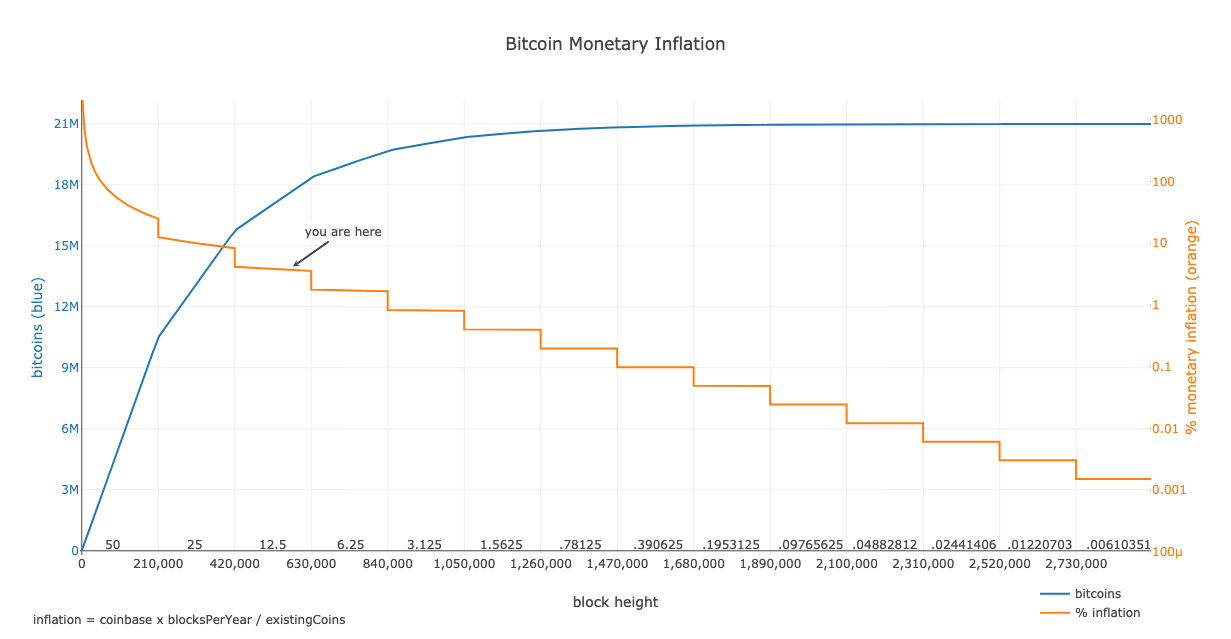 Bitcoin Monetary Inflation
21M
18M
15M
12M
9M
6M
3M
0
bitcoins (blue)
you are here
1000
100
10
1
0.1
0.01
0.001
100μ
% monetary inflation (orange)
50 25 12.5 6.25 3.125 1.5625 .78125 .390625 .1953125 .09765625 .04882812 .02441406 .01220703 .00610351
0 210,000 420,000 630,000 840,000 1,050,000 1,260,000 1,470,000 1,680,000 1,890,000 2,100,000 2,310,000 2,520,000 2,730,000
block height
bitcoins
% inflation
inflation = coinbase x blocksPerYear / existingCoins